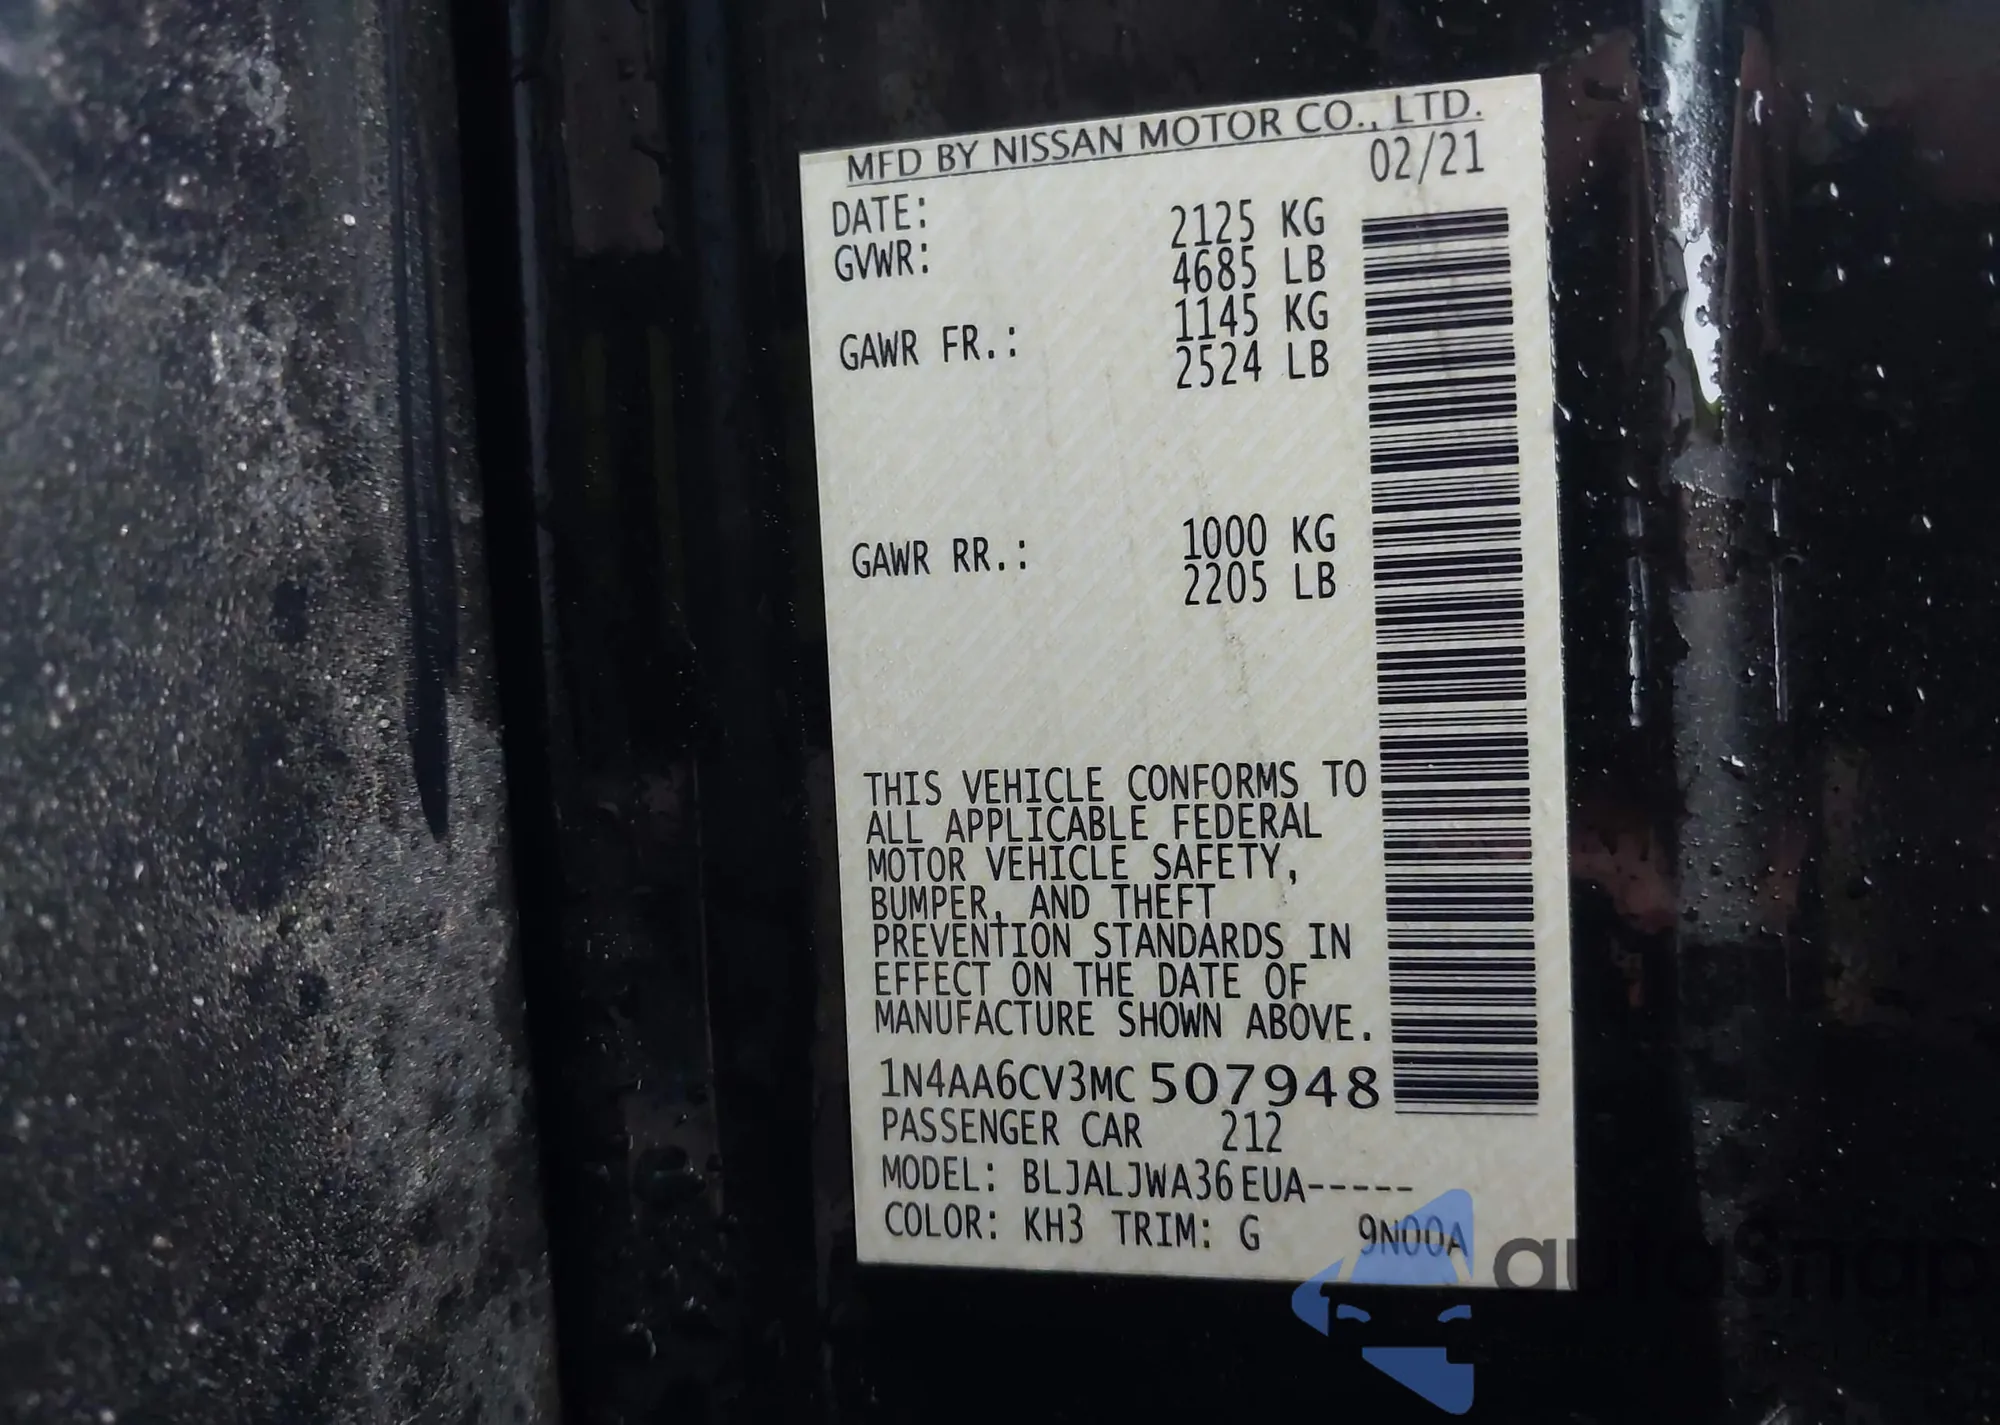 MFD BY NISSAN MOTOR CO., LTD.
DATE: 02/21
GVWR: 2125 KG
4685 LB
GAWR FR.: 1145 KG
2524 LB
GAWR RR.: 1000 KG
2205 LB
THIS VEHICLE CONFORMS TO
ALL APPLICABLE FEDERAL
MOTOR VEHICLE SAFETY,
BUMPER, AND THEFT
PREVENTION STANDARDS IN
EFFECT ON THE DATE OF
MANUFACTURE SHOWN ABOVE.
1N4AA6CV3MC507948
PASSENGER CAR 212
MODEL: BLJALJWA36EUA-----
COLOR: KH3 TRIM: G 9N00A
autosnap